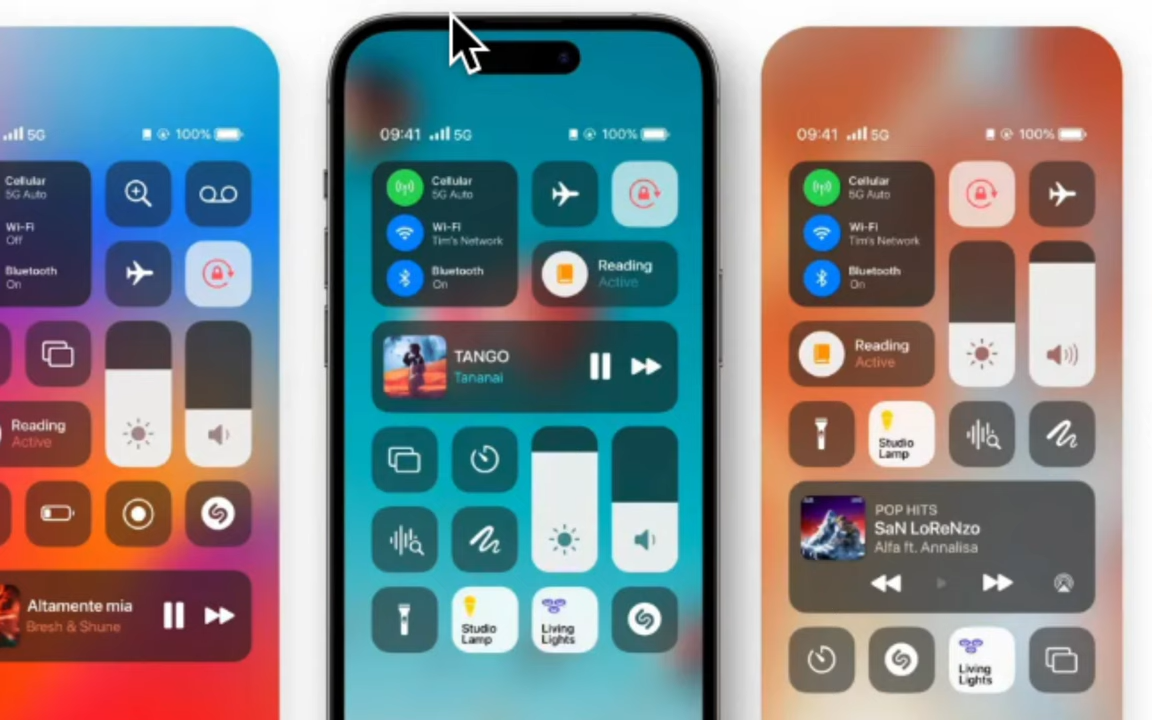 5G
100%
Cellular
5G Auto
Wi-Fi
Off
Bluetooth
On
Reading
Active
Altamente mia
Bresh & Shune
09:41
5G
100%
Cellular
5G Auto
Wi-Fi
Tim's Network
Bluetooth
On
Reading
Active
TANGO
Tananai
Studio
Lamp
Living
Lights
09:41
5G
100%
Cellular
5G Auto
Wi-Fi
Tim's Network
Bluetooth
On
Reading
Active
Studio
Lamp
POP HITS
SaN LoReNzo
Alfa ft. Annalisa
Living
Lights